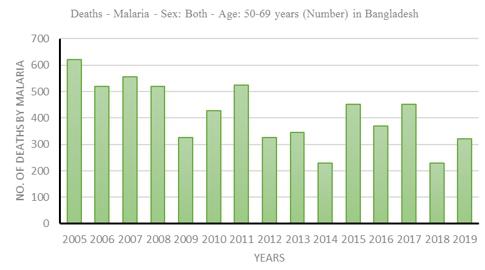 Deaths - Malaria - Sex: Both - Age: 50-69 years (Number) in Bangladesh
700
600
500
400
300
200
100
0
NO. OF DEATHS BY MALARIA
2005 2006 2007 2008 2009 2010 2011 2012 2013 2014 2015 2016 2017 2018 2019
YEARS